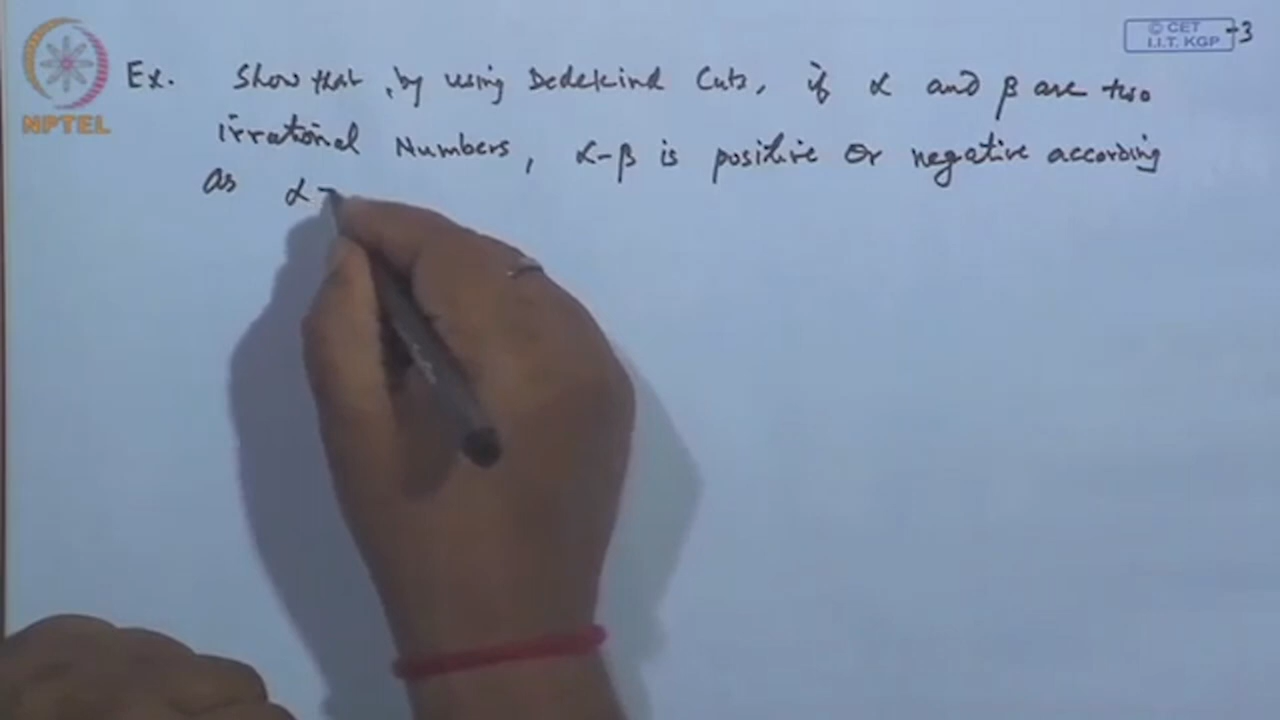 © CET
I.I.T. KGP -3
Ex. Show that, by using Dedekind Cuts, if α and β are two
irrational Numbers, α-β is positive or negative according
as α
NPTEL